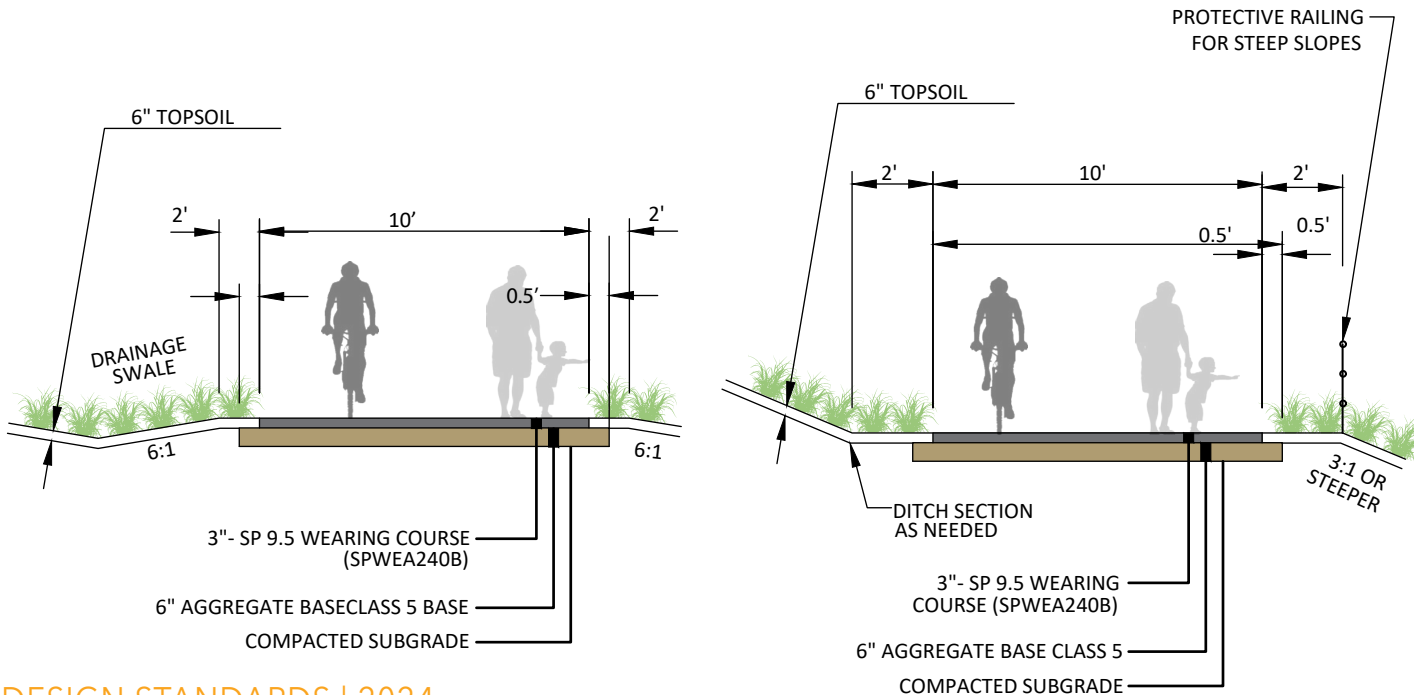 6" TOPSOIL
2'
10'
2'
0.5'
DRAINAGE
SWALE
6:1
6:1
3"- SP 9.5 WEARING COURSE
(SPWEA240B)
6" AGGREGATE BASECLASS 5 BASE
COMPACTED SUBGRADE
PROTECTIVE RAILING
FOR STEEP SLOPES
6" TOPSOIL
2'
10'
2'
0.5'
0.5'
3:1 OR
STEEPER
DITCH SECTION
AS NEEDED
3"- SP 9.5 WEARING
COURSE (SPWEA240B)
6" AGGREGATE BASE CLASS 5
COMPACTED SUBGRADE
DESIGN STANDARDS | 2024